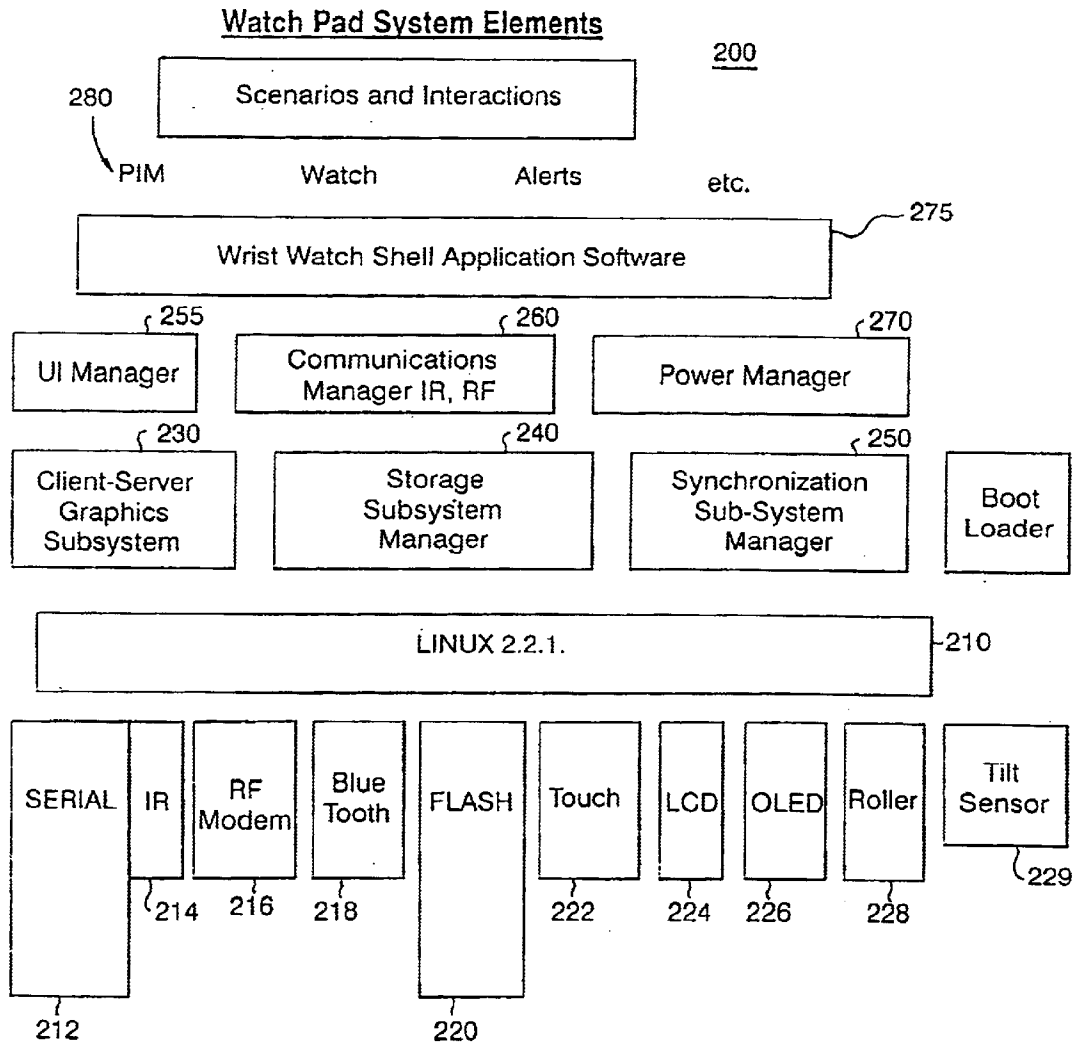 Watch Pad System Elements
200
Scenarios and Interactions
280
PIM
Watch
Alerts
etc.
275
Wrist Watch Shell Application Software
255
260
270
UI Manager
Communications
Manager IR, RF
Power Manager
230
240
250
Client-Server
Graphics
Subsystem
Storage
Subsystem
Manager
Synchronization
Sub-System
Manager
Boot
Loader
LINUX 2.2.1.
210
SERIAL
IR
RF
Modem
Blue
Tooth
FLASH
Touch
LCD
OLED
Roller
Tilt
Sensor
229
214
216
218
222
224
226
228
212
220